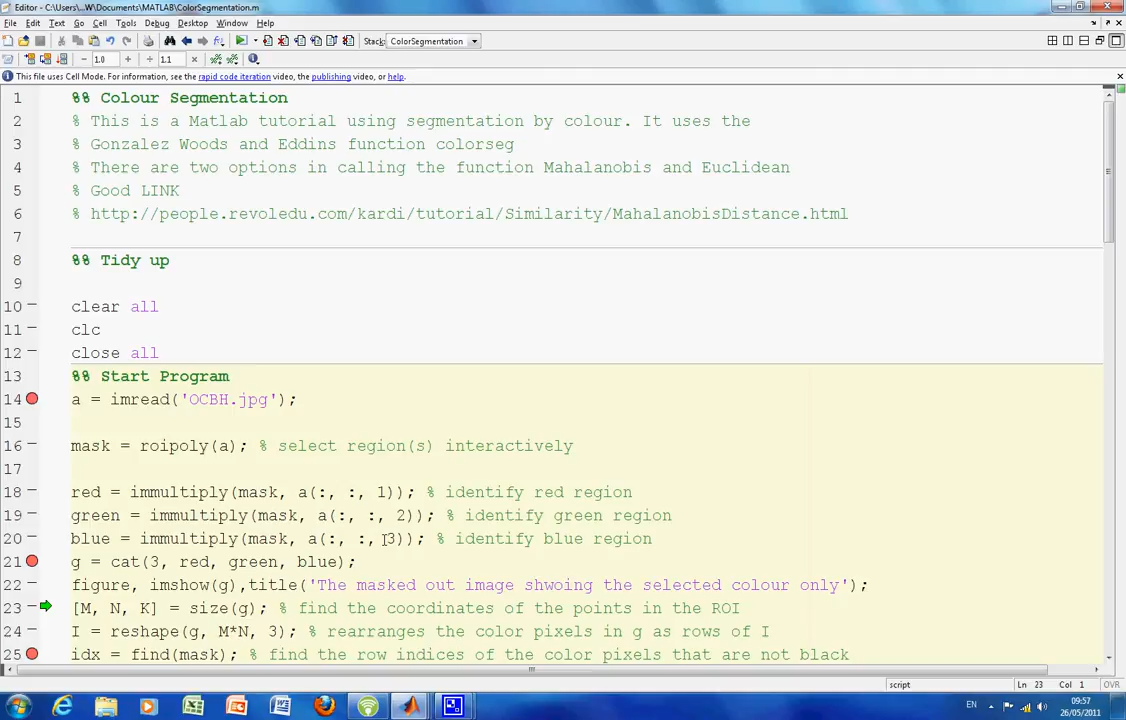 Editor - C:\Users\...W\Documents\MATLAB\ColorSegmentation.m
File Edit Text Go Cell Tools Debug Desktop Window Help
Stack: ColorSegmentation
1.0 1.1
This file uses Cell Mode. For information, see the rapid code iteration video, the publishing video, or help.
1 %% Colour Segmentation
2 % This is a Matlab tutorial using segmentation by colour. It uses the
3 % Gonzalez Woods and Eddins function colorseg
4 % There are two options in calling the function Mahalanobis and Euclidean
5 % Good LINK
6 % http://people.revoledu.com/kardi/tutorial/Similarity/MahalanobisDistance.html
7
8 %% Tidy up
9
10 clear all
11 clc
12 close all
13 %% Start Program
14 a = imread('OCBH.jpg');
15
16 mask = roipoly(a); % select region(s) interactively
17
18 red = immultiply(mask, a(:, :, 1)); % identify red region
19 green = immultiply(mask, a(:, :, 2)); % identify green region
20 blue = immultiply(mask, a(:, :, 3)); % identify blue region
21 g = cat(3, red, green, blue);
22 figure, imshow(g),title('The masked out image shwoing the selected colour only');
23 [M, N, K] = size(g); % find the coordinates of the points in the ROI
24 I = reshape(g, M*N, 3); % rearranges the color pixels in g as rows of I
25 idx = find(mask); % find the row indices of the color pixels that are not black
script Ln 23 Col 1 OVR
EN 09:57
26/05/2011